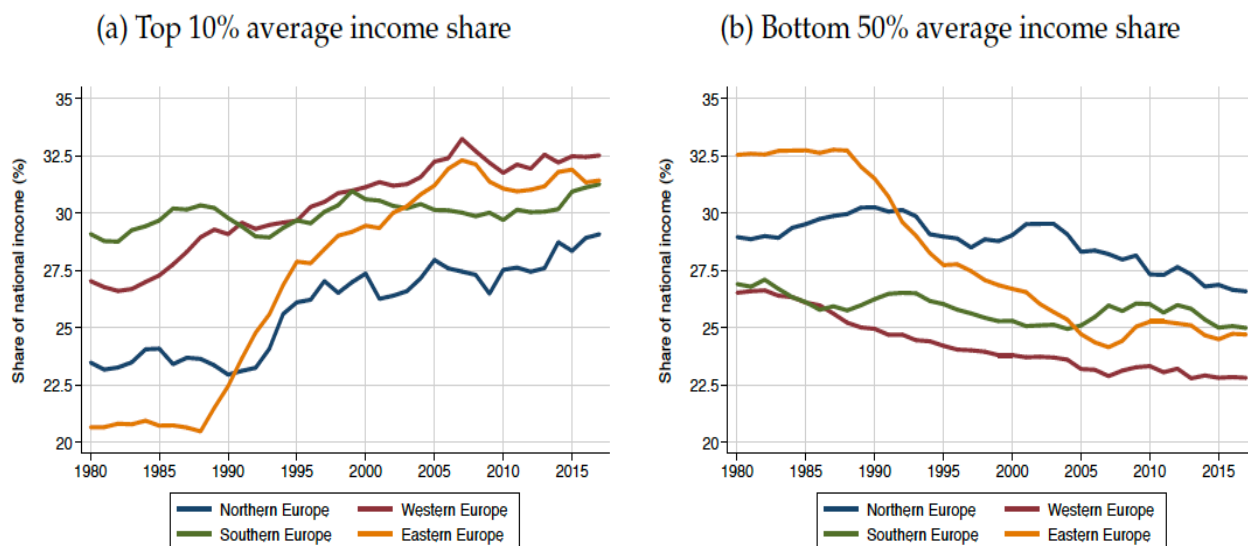 (a) Top 10% average income share
Share of national income (%)
35
32.5
30
27.5
25
22.5
20
1980 1985 1990 1995 2000 2005 2010 2015
Northern Europe Western Europe
Southern Europe Eastern Europe
(b) Bottom 50% average income share
Share of national income (%)
35
32.5
30
27.5
25
22.5
20
1980 1985 1990 1995 2000 2005 2010 2015
Northern Europe Western Europe
Southern Europe Eastern Europe